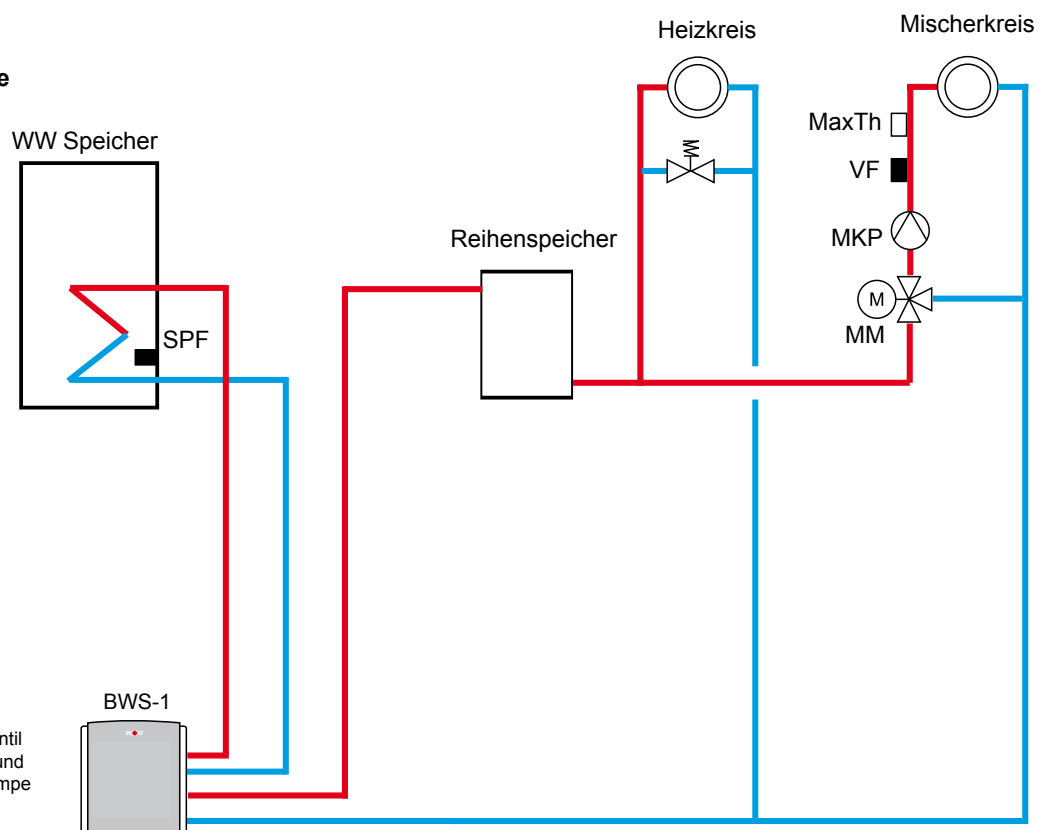 Heizkreis
Mischerkreis
e
WW Speicher
MaxTh
VF
Reihenspeicher
MKP
M
SPF
MM
BWS-1
ntil
und
mpe